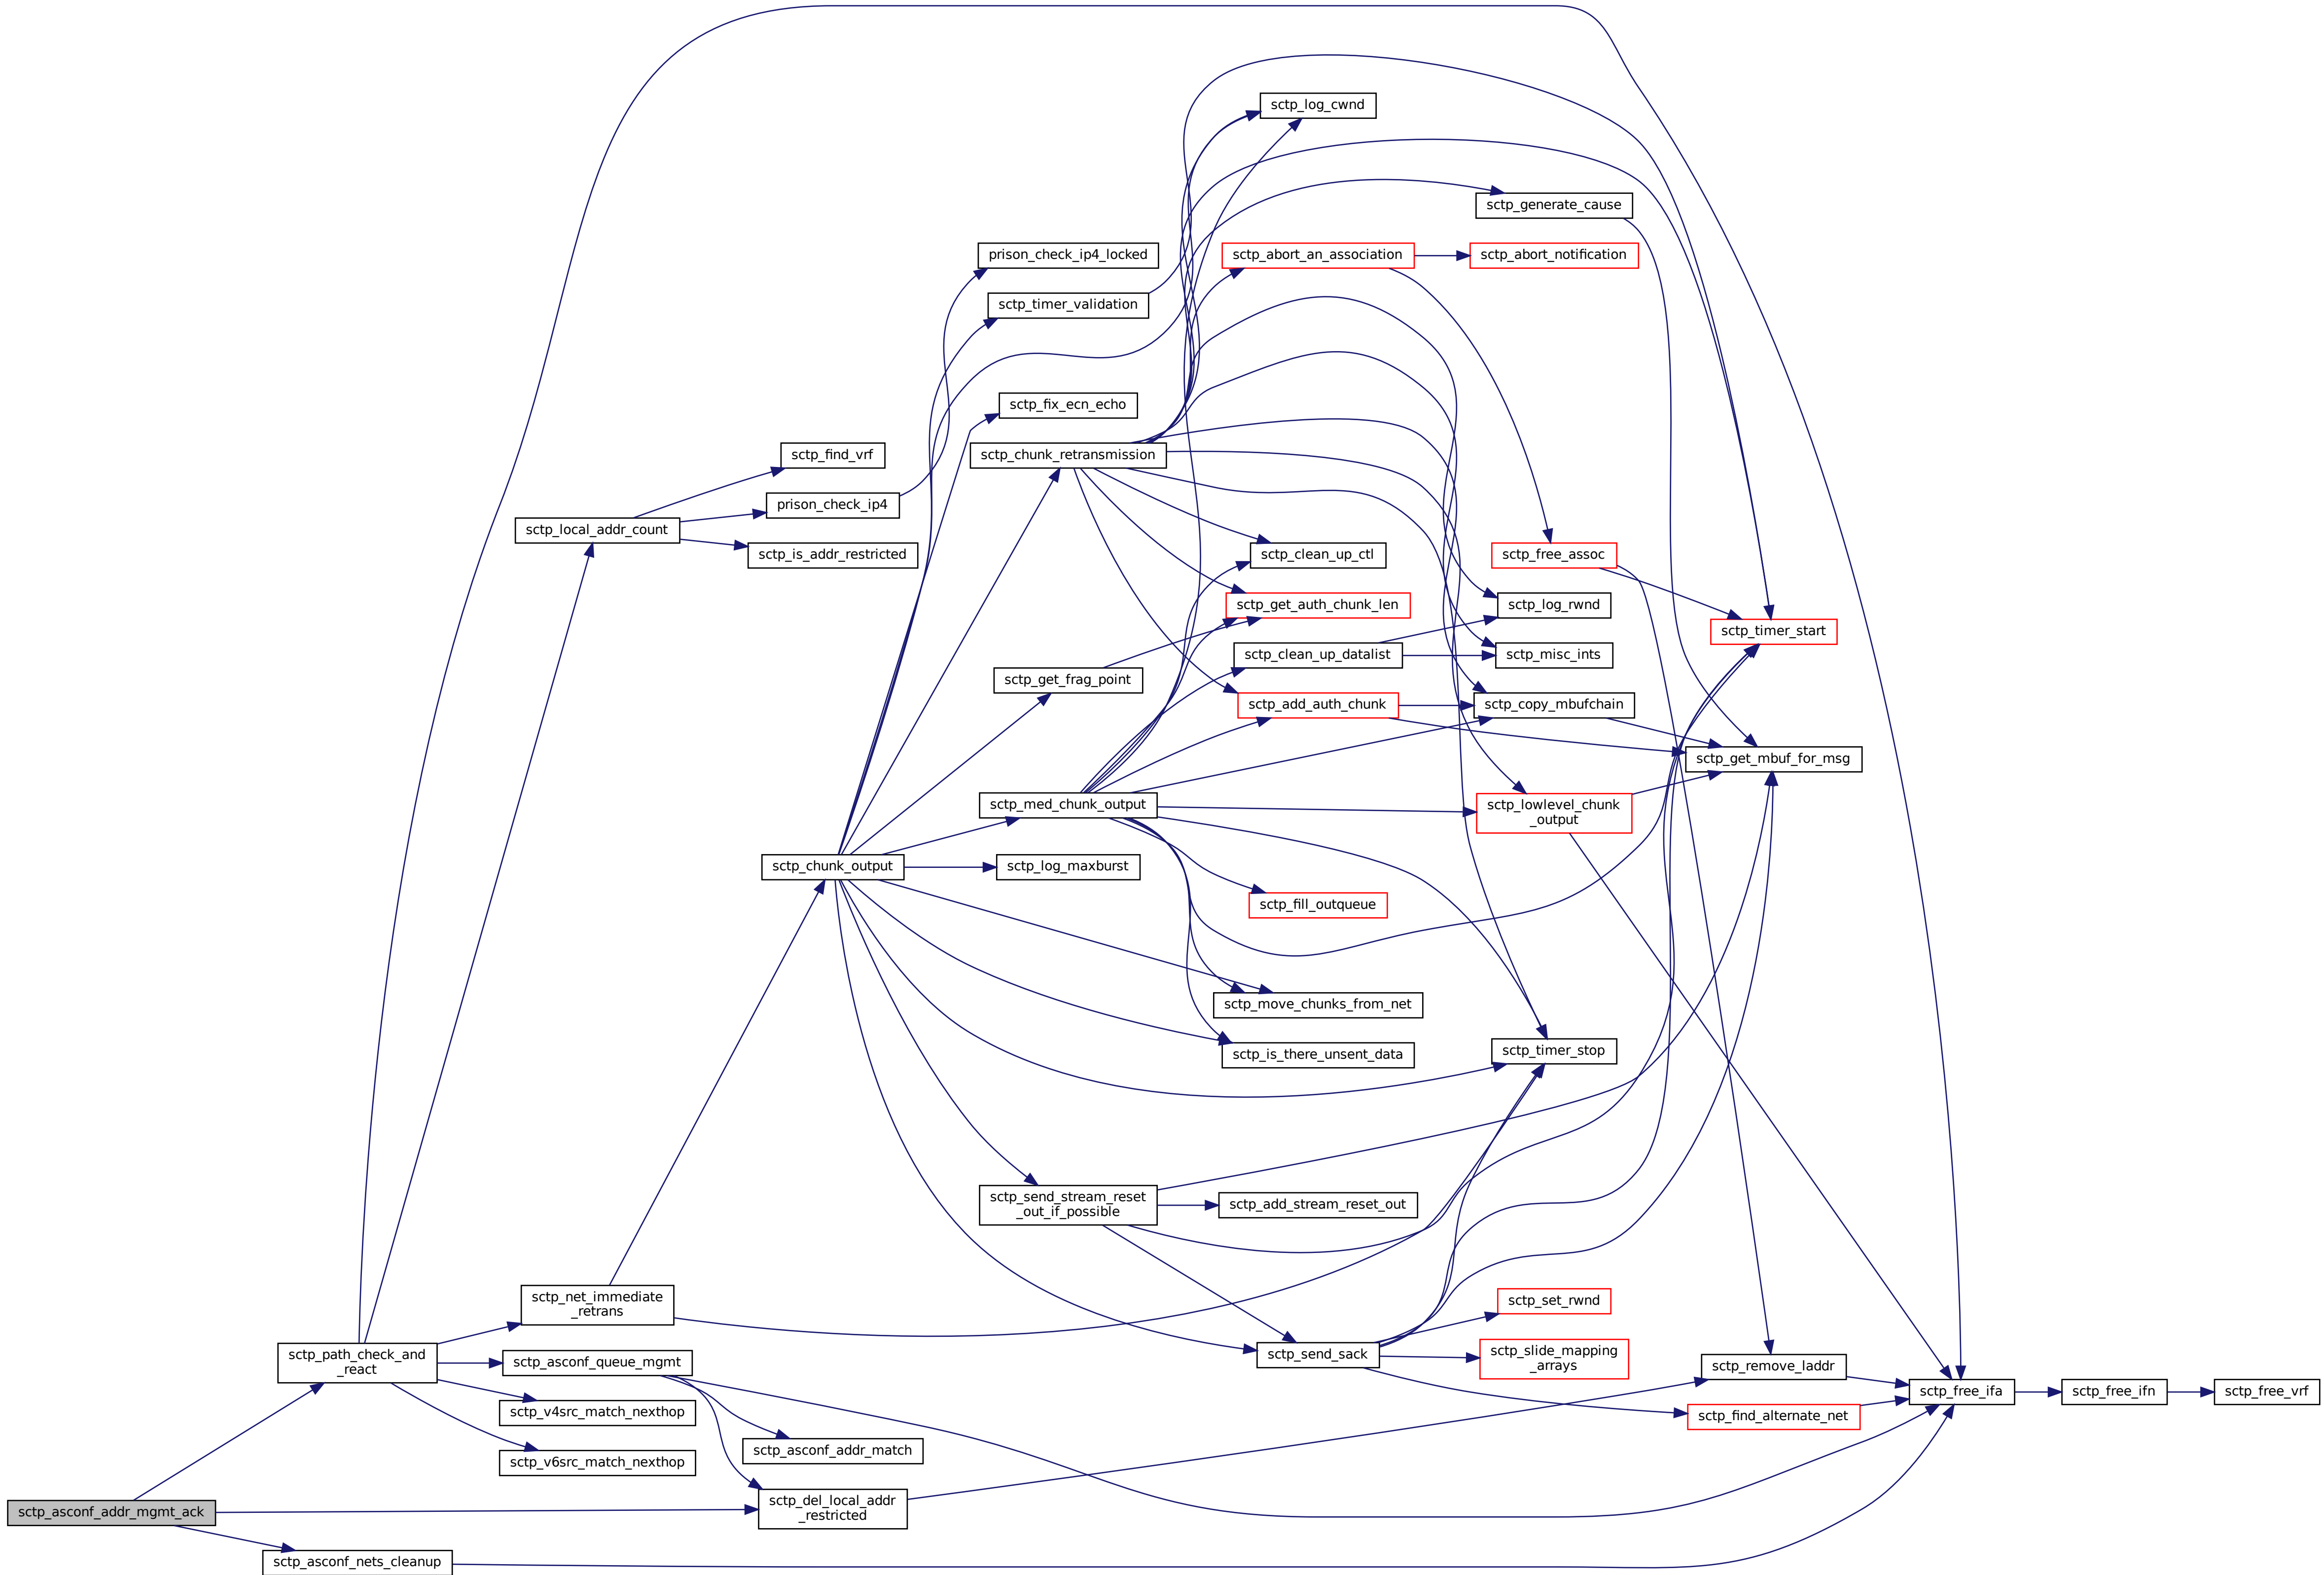 sctp_log_cwnd
sctp_generate_cause
prison_check_ip4_locked
sctp_abort_an_association
sctp_abort_notification
sctp_timer_validation
sctp_fix_ecn_echo
sctp_find_vrf
sctp_chunk_retransmission
prison_check_ip4
sctp_local_addr_count
sctp_is_addr_restricted
sctp_clean_up_ctl
sctp_free_assoc
sctp_get_auth_chunk_len
sctp_log_rwnd
sctp_timer_start
sctp_clean_up_datalist
sctp_misc_ints
sctp_get_frag_point
sctp_add_auth_chunk
sctp_copy_mbufchain
sctp_get_mbuf_for_msg
sctp_med_chunk_output
sctp_lowlevel_chunk
_output
sctp_chunk_output
sctp_log_maxburst
sctp_fill_outqueue
sctp_move_chunks_from_net
sctp_is_there_unsent_data
sctp_timer_stop
sctp_send_stream_reset
_out_if_possible
sctp_add_stream_reset_out
sctp_net_immediate
_retrans
sctp_set_rwnd
sctp_path_check_and
_react
sctp_asconf_queue_mgmt
sctp_send_sack
sctp_slide_mapping
_arrays
sctp_remove_laddr
sctp_free_ifa
sctp_free_ifn
sctp_free_vrf
sctp_v4src_match_nexthop
sctp_find_alternate_net
sctp_asconf_addr_match
sctp_v6src_match_nexthop
sctp_asconf_addr_mgmt_ack
sctp_del_local_addr
_restricted
sctp_asconf_nets_cleanup